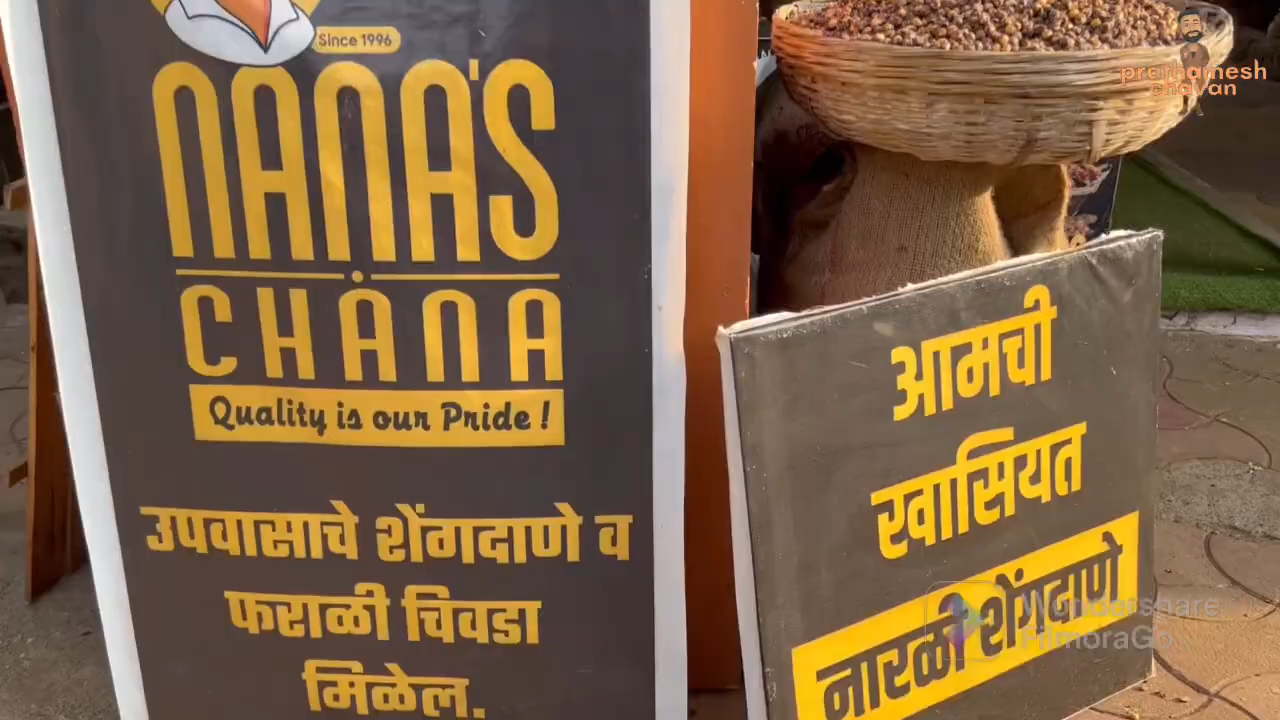 Since 1996
NANA'S
CHANA
Quality is our Pride !
उपवासाचे शेंगदाणे व
फराळी चिवडा
मिळेल.
आमची
खासियत
नारळी शेंगदाणे
prathamesh
chavan
Wondershare
FilmoraGo